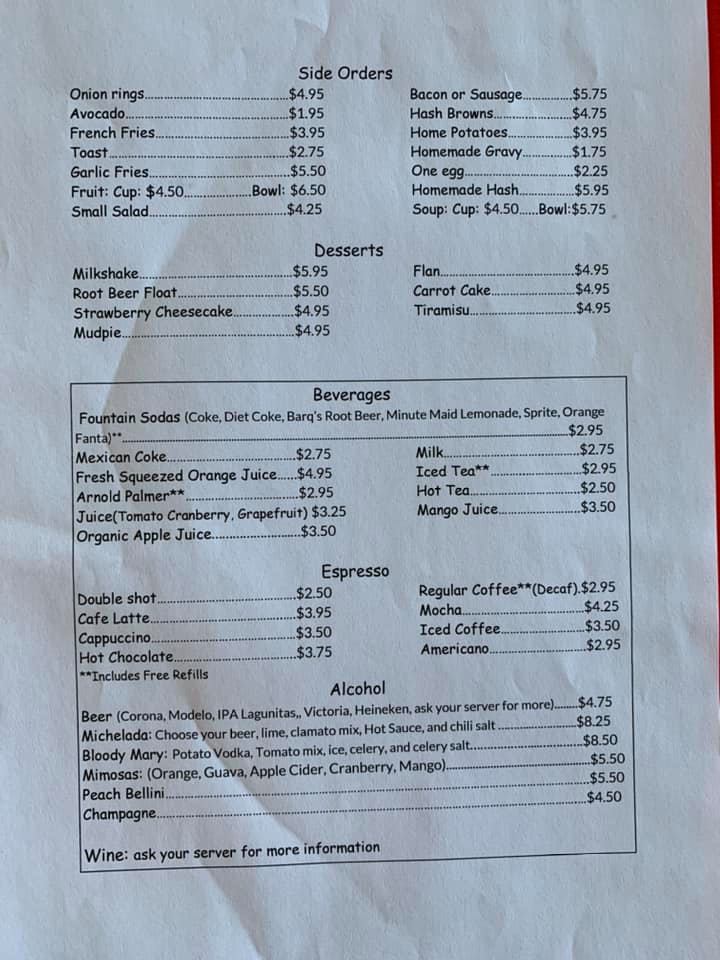 Side Orders
Onion rings........................................$4.95
Avocado..............................................$1.95
French Fries.....................................$3.95
Toast..................................................$2.75
Garlic Fries.......................................$5.50
Fruit: Cup: $4.50...................Bowl: $6.50
Small Salad.......................................$4.25
Bacon or Sausage..............$5.75
Hash Browns......................$4.75
Home Potatoes..................$3.95
Homemade Gravy..............$1.75
One egg..............................$2.25
Homemade Hash...............$5.95
Soup: Cup: $4.50......Bowl:$5.75
Desserts
Milkshake...........................................$5.95
Root Beer Float................................$5.50
Strawberry Cheesecake.................$4.95
Mudpie................................................$4.95
Flan.....................................$4.95
Carrot Cake.......................$4.95
Tiramisu.............................$4.95
Beverages
Fountain Sodas (Coke, Diet Coke, Barq's Root Beer, Minute Maid Lemonade, Sprite, Orange
Fanta)**...............................................................................................................$2.95
Mexican Coke....................................$2.75
Fresh Squeezed Orange Juice......$4.95
Arnold Palmer**...............................$2.95
Juice(Tomato Cranberry, Grapefruit) $3.25
Organic Apple Juice.........................$3.50
Milk......................................$2.75
Iced Tea**.........................$2.95
Hot Tea..............................$2.50
Mango Juice.......................$3.50
Espresso
Double shot.......................................$2.50
Cafe Latte.........................................$3.95
Cappuccino.........................................$3.50
Hot Chocolate..................................$3.75
**Includes Free Refills
Regular Coffee**(Decaf).$2.95
Mocha..................................$4.25
Iced Coffee.......................$3.50
Americano...........................$2.95
Alcohol
Beer (Corona, Modelo, IPA Lagunitas,, Victoria, Heineken, ask your server for more)........$4.75
Michelada: Choose your beer, lime, clamato mix, Hot Sauce, and chili salt ......................$8.25
Bloody Mary: Potato Vodka, Tomato mix, ice, celery, and celery salt...............................$8.50
Mimosas: (Orange, Guava, Apple Cider, Cranberry, Mango).......................................$5.50
Peach Bellini.....................................................................................................................$5.50
Champagne.......................................................................................................................$4.50
Wine: ask your server for more information